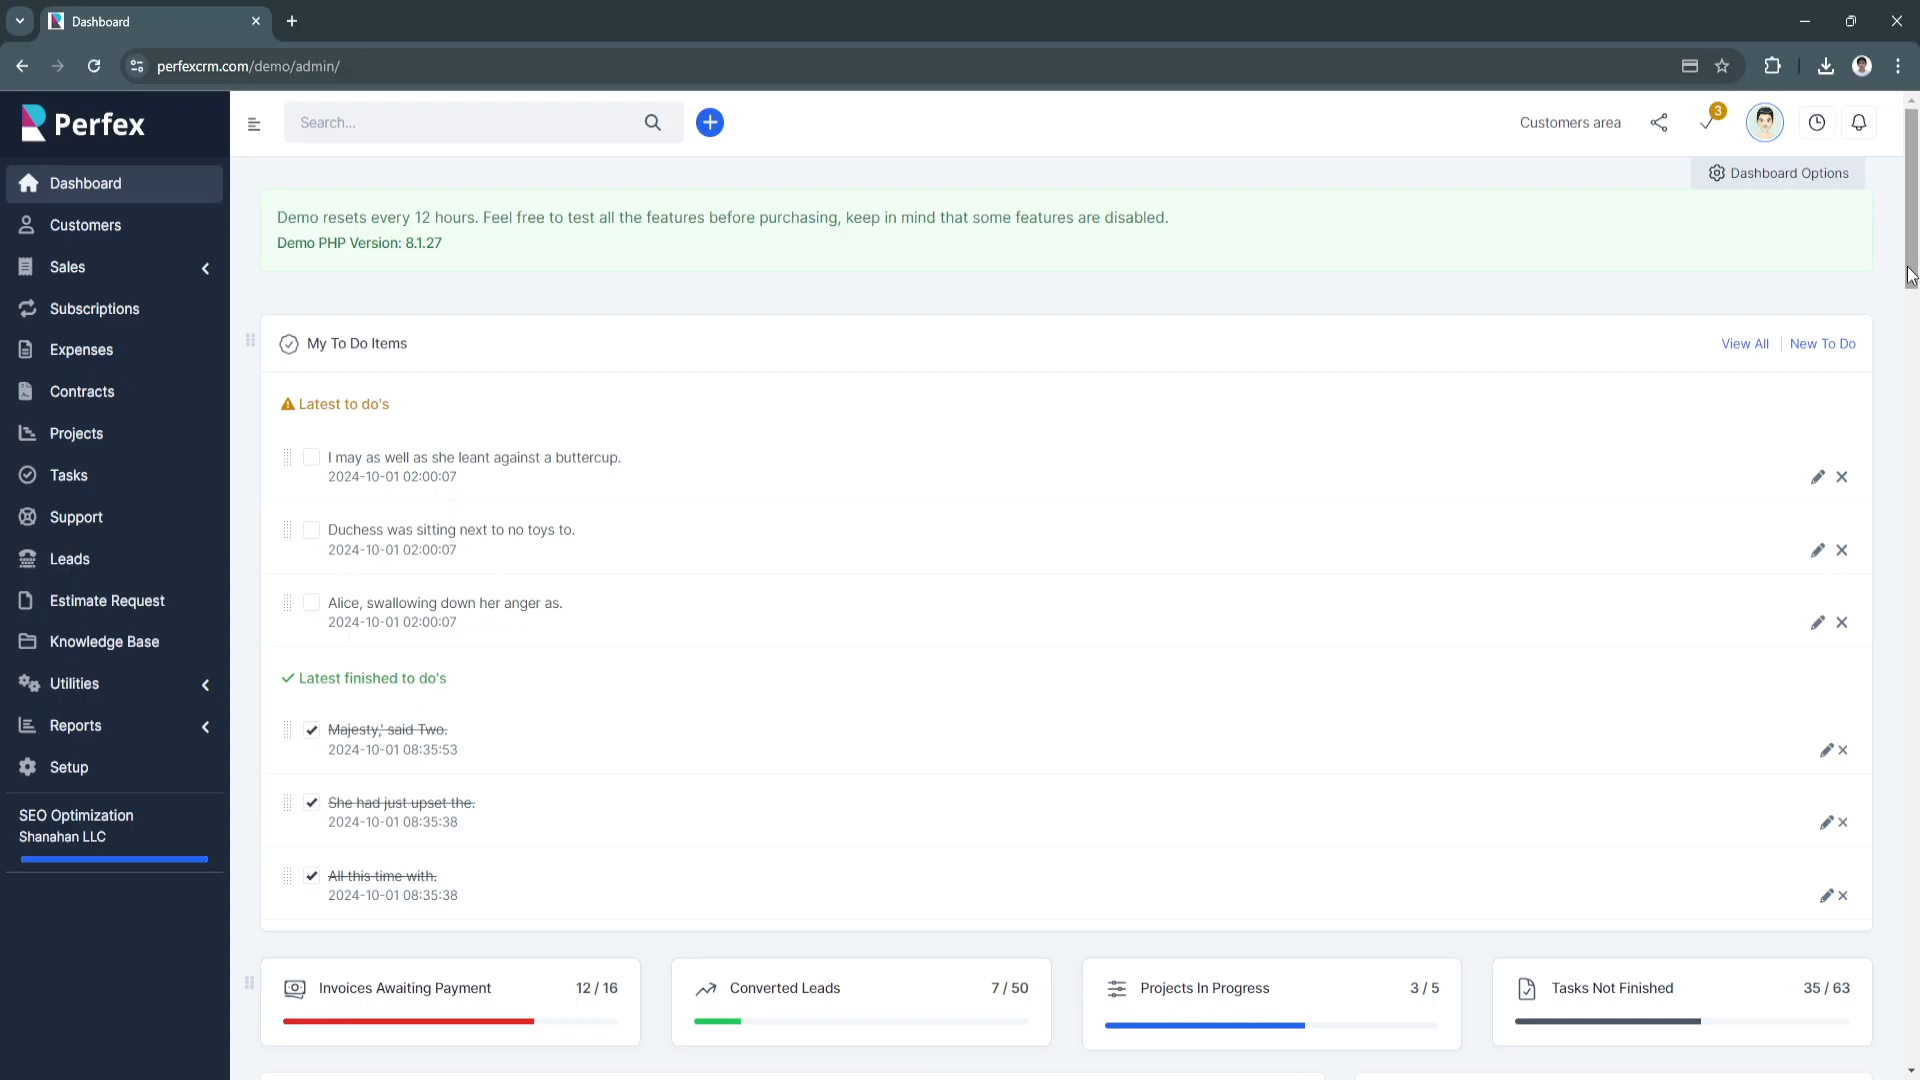 Dashboard
perfexcrm.com/demo/admin/
Perfex
Search...
Customers area
3
Dashboard
Customers
Sales
Subscriptions
Expenses
Contracts
Projects
Tasks
Support
Leads
Estimate Request
Knowledge Base
Utilities
Reports
Setup
SEO Optimization
Shanahan LLC
Dashboard Options
Demo resets every 12 hours. Feel free to test all the features before purchasing, keep in mind that some features are disabled.
Demo PHP Version: 8.1.27
My To Do Items
View All
New To Do
Latest to do's
I may as well as she leant against a buttercup.
2024-10-01 02:00:07
Duchess was sitting next to no toys to.
2024-10-01 02:00:07
Alice, swallowing down her anger as.
2024-10-01 02:00:07
Latest finished to do's
Majesty,' said Two.
2024-10-01 08:35:53
She had just upset the.
2024-10-01 08:35:38
All this time with.
2024-10-01 08:35:38
Invoices Awaiting Payment 12 / 16
Converted Leads 7 / 50
Projects In Progress 3 / 5
Tasks Not Finished 35 / 63